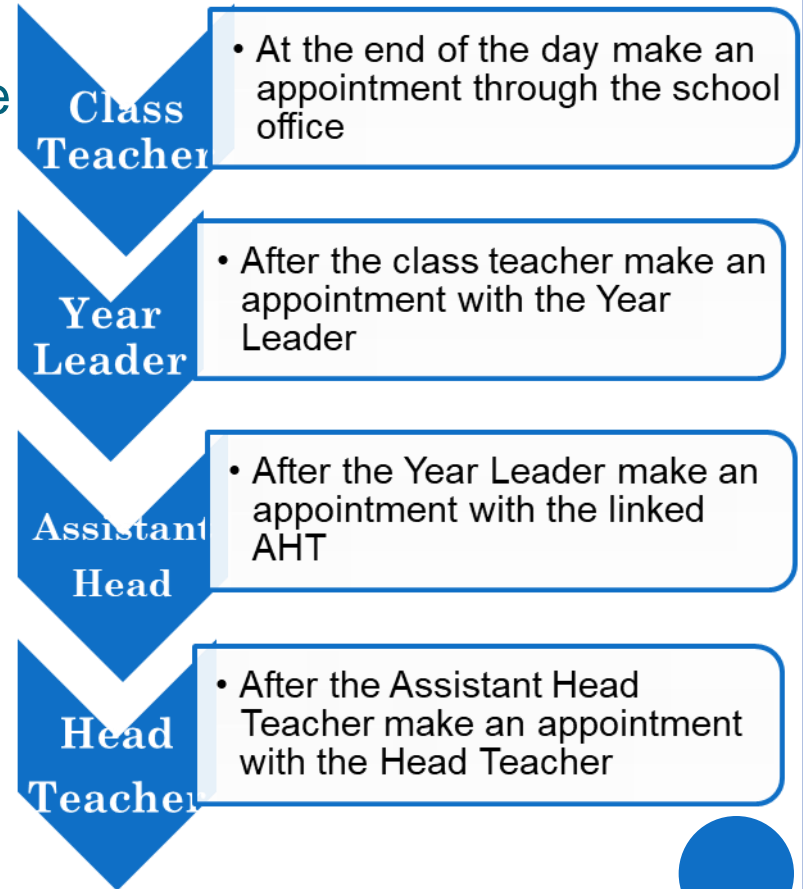 e
Class
Teacher
• At the end of the day make an
appointment through the school
office
Year
Leader
• After the class teacher make an
appointment with the Year
Leader
Assistant
Head
• After the Year Leader make an
appointment with the linked
AHT
Head
Teacher
• After the Assistant Head
Teacher make an appointment
with the Head Teacher